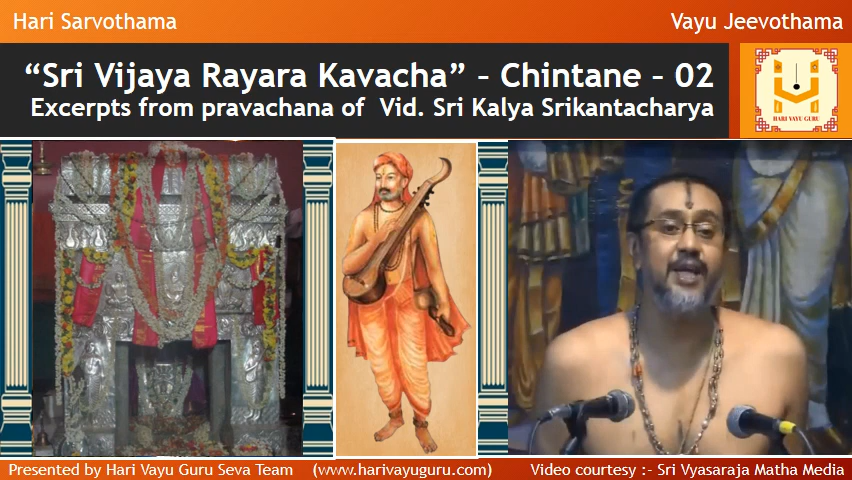 Hari Sarvothama
Vayu Jeevothama
“Sri Vijaya Rayara Kavacha” – Chintane – 02
Excerpts from pravachana of Vid. Sri Kalya Srikantacharya
HARI VAYU GURU
Presented by Hari Vayu Guru Seva Team (www.harivayuguru.com) Video courtesy :- Sri Vyasaraja Matha Media